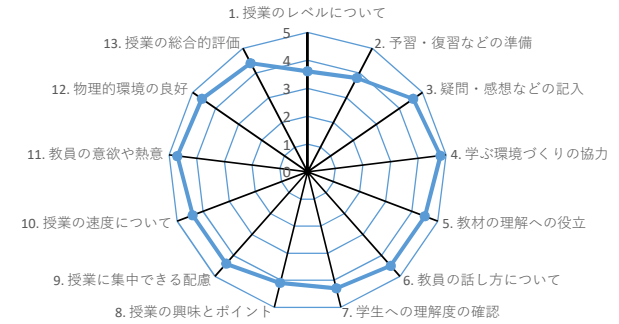 1. 授業のレベルについて
2. 予習・復習などの準備
3. 疑問・感想などの記入
4. 学ぶ環境づくりの協力
5. 教材の理解への役立
6. 教員の話し方について
7. 学生への理解度の確認
8. 授業の興味とポイント
9. 授業に集中できる配慮
10. 授業の速度について
11. 教員の意欲や熱意
12. 物理的環境の良好
13. 授業の総合的評価
5
4
3
2
1
0